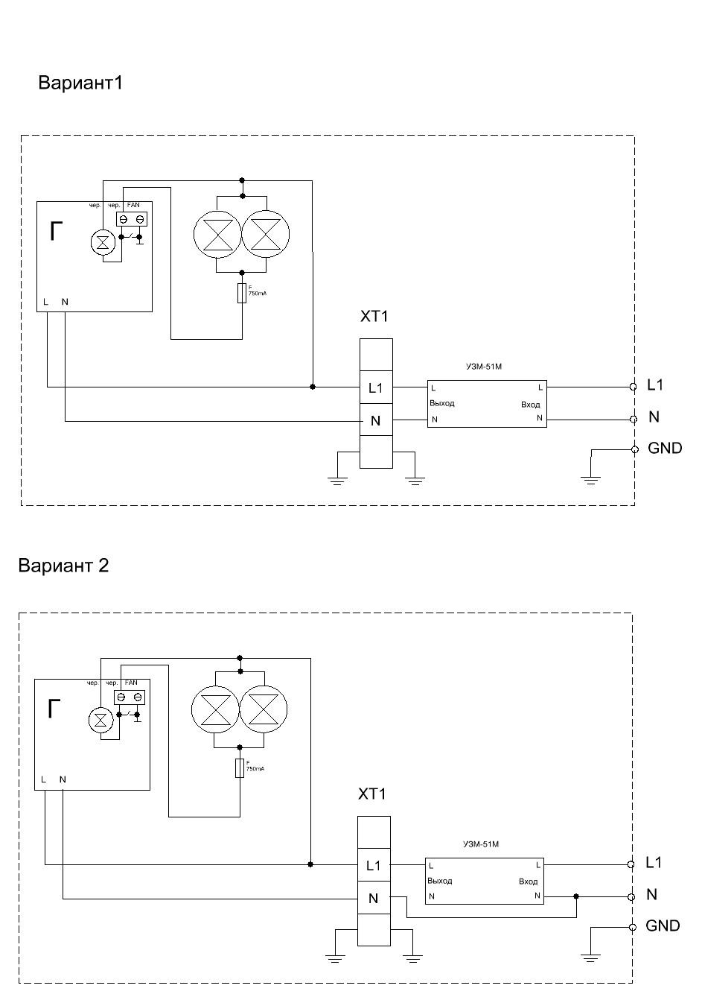 Вариант1
чер. чер. FAN
Г
F
750mA
L N
XT1
УЗМ-51М
L1
L L
L1
Выход Вход
N
N N
N
GND
Вариант 2
чер. чер. FAN
Г
F
750mA
L N
XT1
УЗМ-51М
L1
L L
L1
Выход Вход
N
N N
N
GND